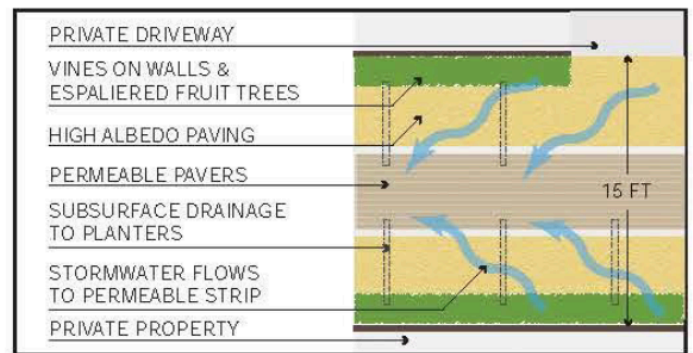 PRIVATE DRIVEWAY
VINES ON WALLS &
ESPALIERED FRUIT TREES
HIGH ALBEDO PAVING
PERMEABLE PAVERS
SUBSURFACE DRAINAGE
TO PLANTERS
STORMWATER FLOWS
TO PERMEABLE STRIP
PRIVATE PROPERTY
15 FT